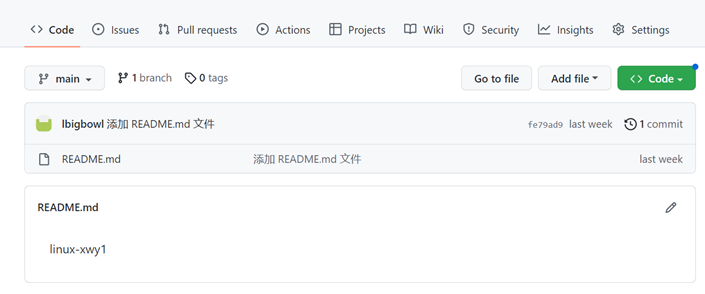 Code Issues Pull requests Actions Projects Wiki Security Insights Settings
main 1 branch 0 tags Go to file Add file Code
lbigbowl 添加 README.md 文件 fe79ad9 last week 1 commit
README.md 添加 README.md 文件 last week
README.md
linux-xwy1